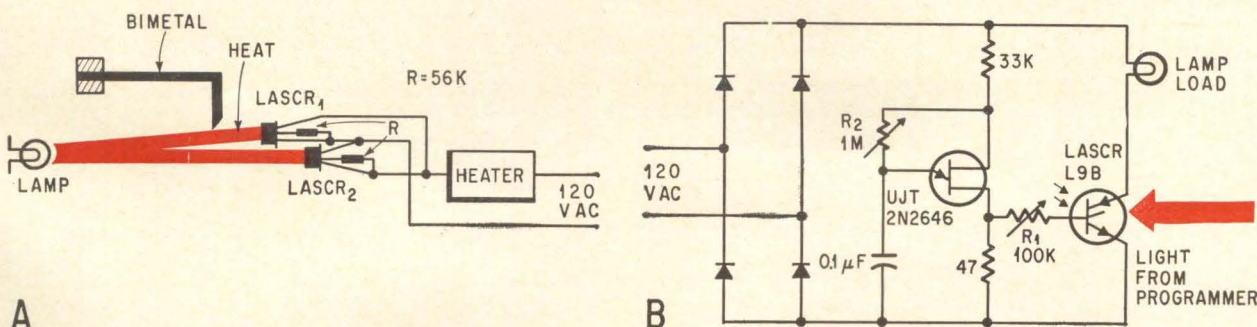 BIMETAL
HEAT
R=56K
LASCR₁
R
LAMP
LASCR₂
HEATER
120
VAC
A
33K
LAMP
LOAD
R₂
1M
LASCR
L9B
120
VAC
UJT
2N2646
R₁
100K
0.1µF
47
LIGHT
FROM
PROGRAMMER
B